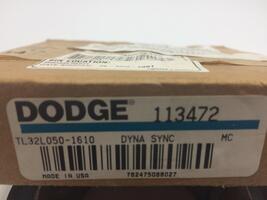 DODGE® 113472
TL32L050-1610 DYNA SYNC MC
MADE IN USA 782475088027